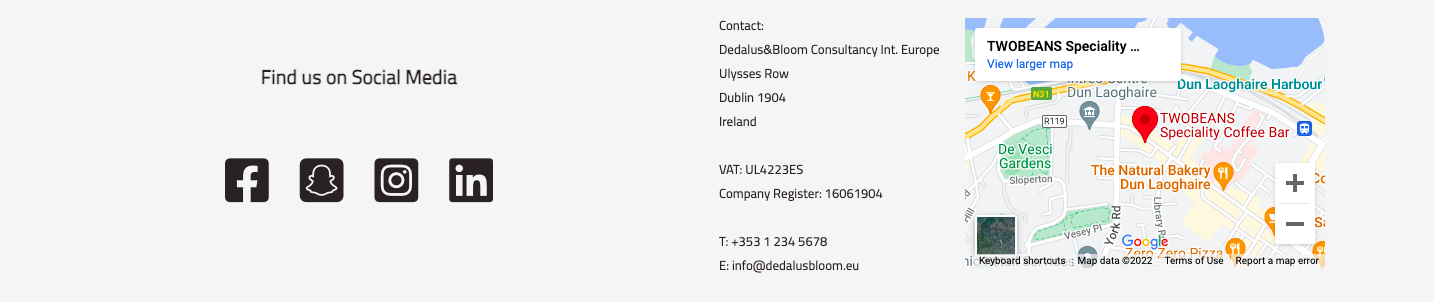 Find us on Social Media
Contact:
Dedalus&Bloom Consultancy Int. Europe
Ulysses Row
Dublin 1904
Ireland
VAT: UL4223ES
Company Register: 16061904
T: +353 1 234 5678
E: info@dedalusbloom.eu
TWOBEANS Speciality ...
View larger map
Dun Laoghaire
Dun Laoghaire Harbour
N31
R119
TWOBEANS
Speciality Coffee Bar
De Vesci
Gardens
Sloperton
The Natural Bakery
Dun Laoghaire
York Rd
Library
Vesey Pl
Google
Zero Zero Pizza
Keyboard shortcuts
Map data ©2022
Terms of Use
Report a map error